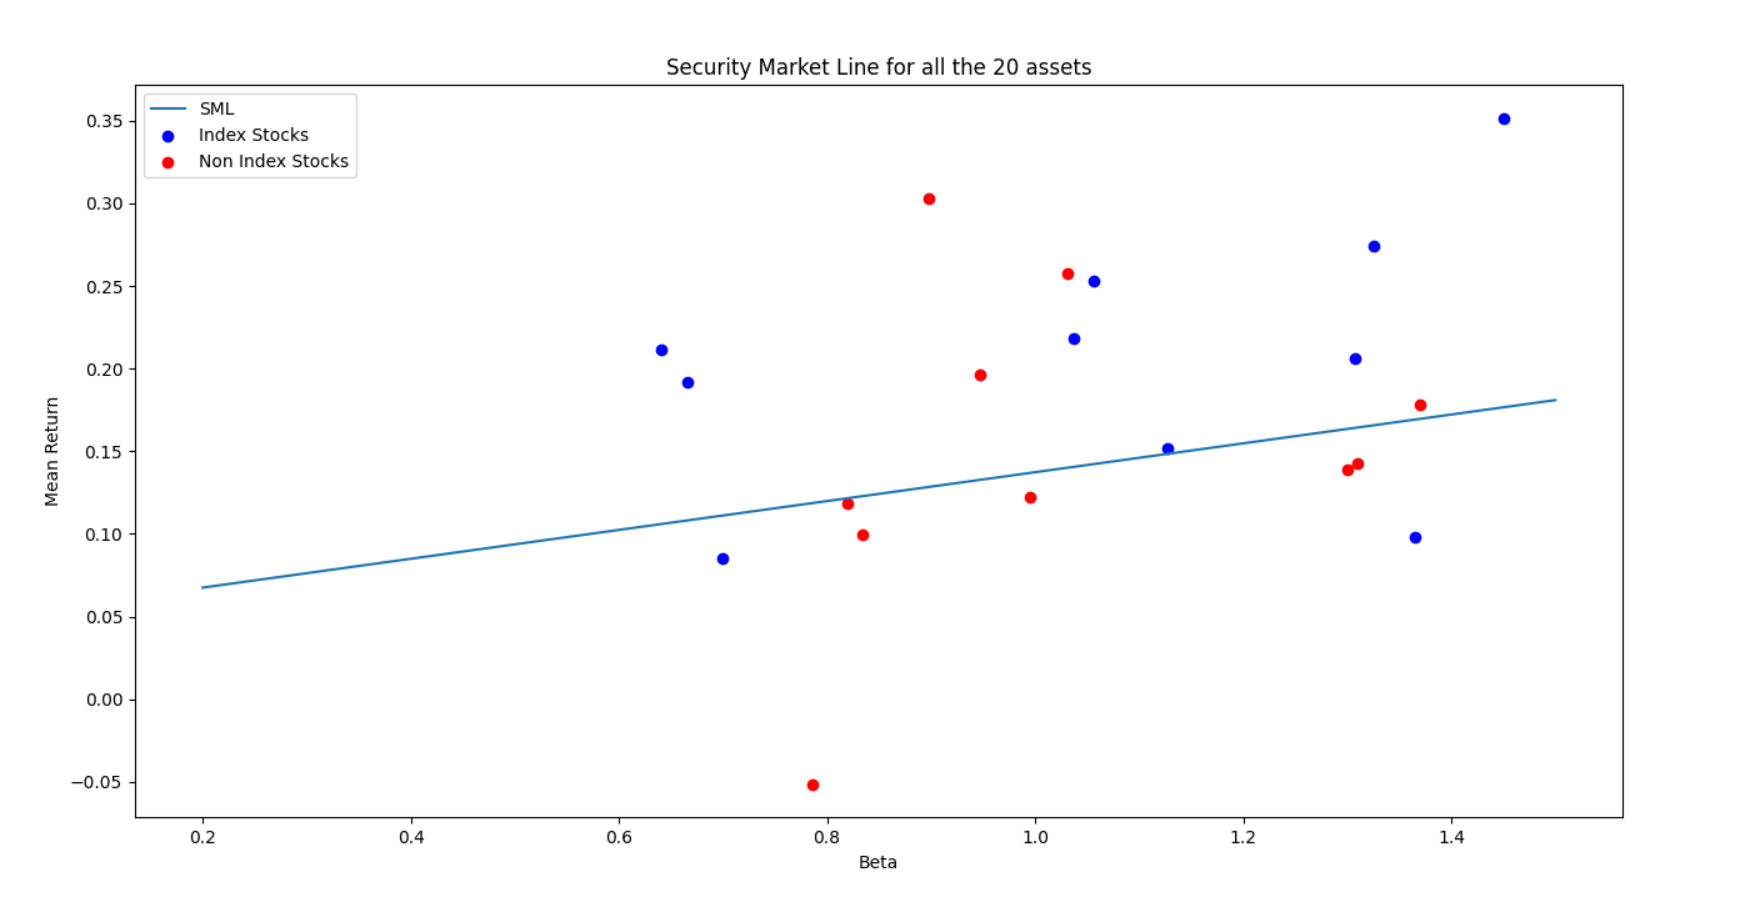 Security Market Line for all the 20 assets
SML
Index Stocks
Non Index Stocks
0.35
0.30
0.25
0.20
0.15
0.10
0.05
0.00
−0.05
Mean Return
0.2 0.4 0.6 0.8 1.0 1.2 1.4
Beta